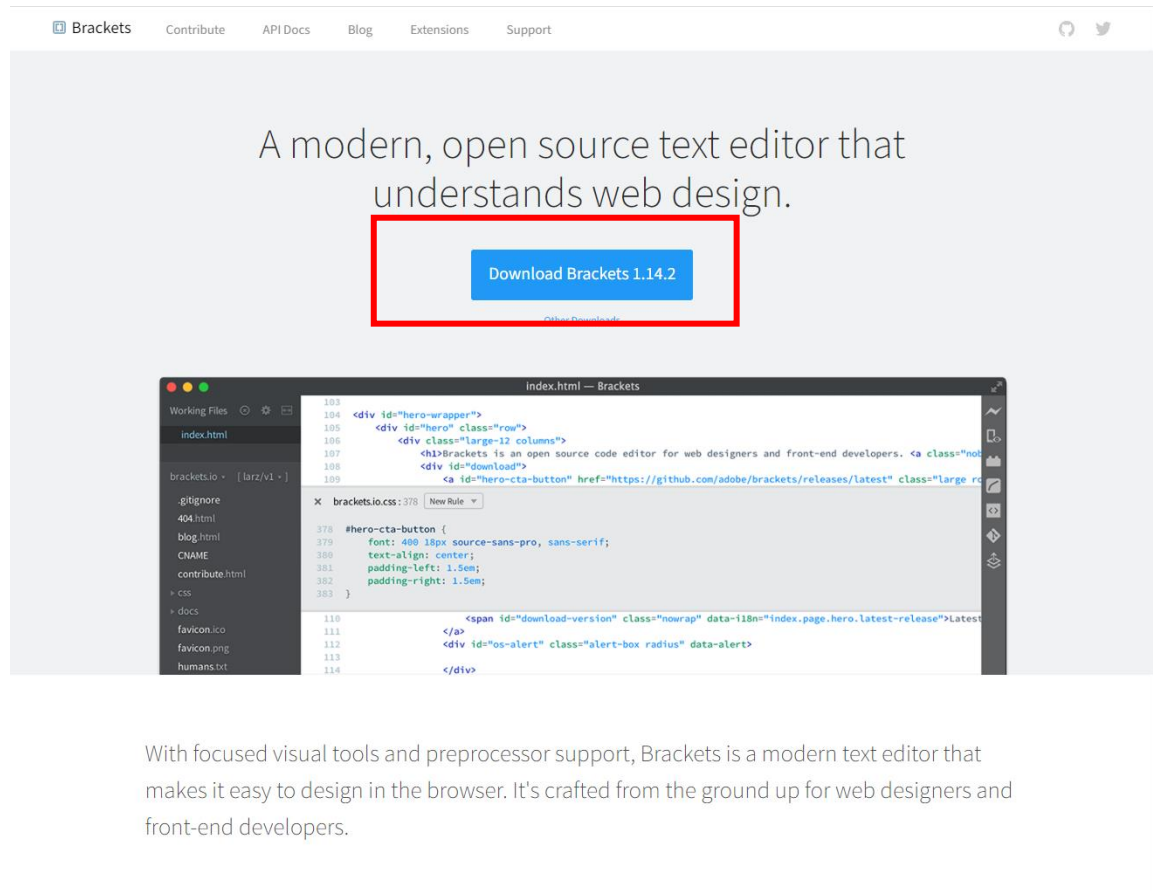 Brackets Contribute API Docs Blog Extensions Support
A modern, open source text editor that
understands web design.
Download Brackets 1.14.2
Other Downloads
index.html — Brackets
Working Files
index.html
brackets.io [ larz/v1 ]
.gitignore
404.html
blog.html
CNAME
contribute.html
css
docs
favicon.ico
favicon.png
humans.txt
103
104 <div id="hero-wrapper">
105 <div id="hero" class="row">
106 <div class="large-12 columns">
107 <h1>Brackets is an open source code editor for web designers and front-end developers. <a class="nob
108 <div id="download">
109 <a id="hero-cta-button" href="https://github.com/adobe/brackets/releases/latest" class="large ro
× brackets.io.css : 378 New Rule
378 #hero-cta-button {
379 font: 400 18px source-sans-pro, sans-serif;
380 text-align: center;
381 padding-left: 1.5em;
382 padding-right: 1.5em;
383 }
110 <span id="download-version" class="nowrap" data-i18n="index.page.hero.latest-release">Latest
111 </a>
112 <div id="os-alert" class="alert-box radius" data-alert>
113
114 </div>
With focused visual tools and preprocessor support, Brackets is a modern text editor that
makes it easy to design in the browser. It's crafted from the ground up for web designers and
front-end developers.